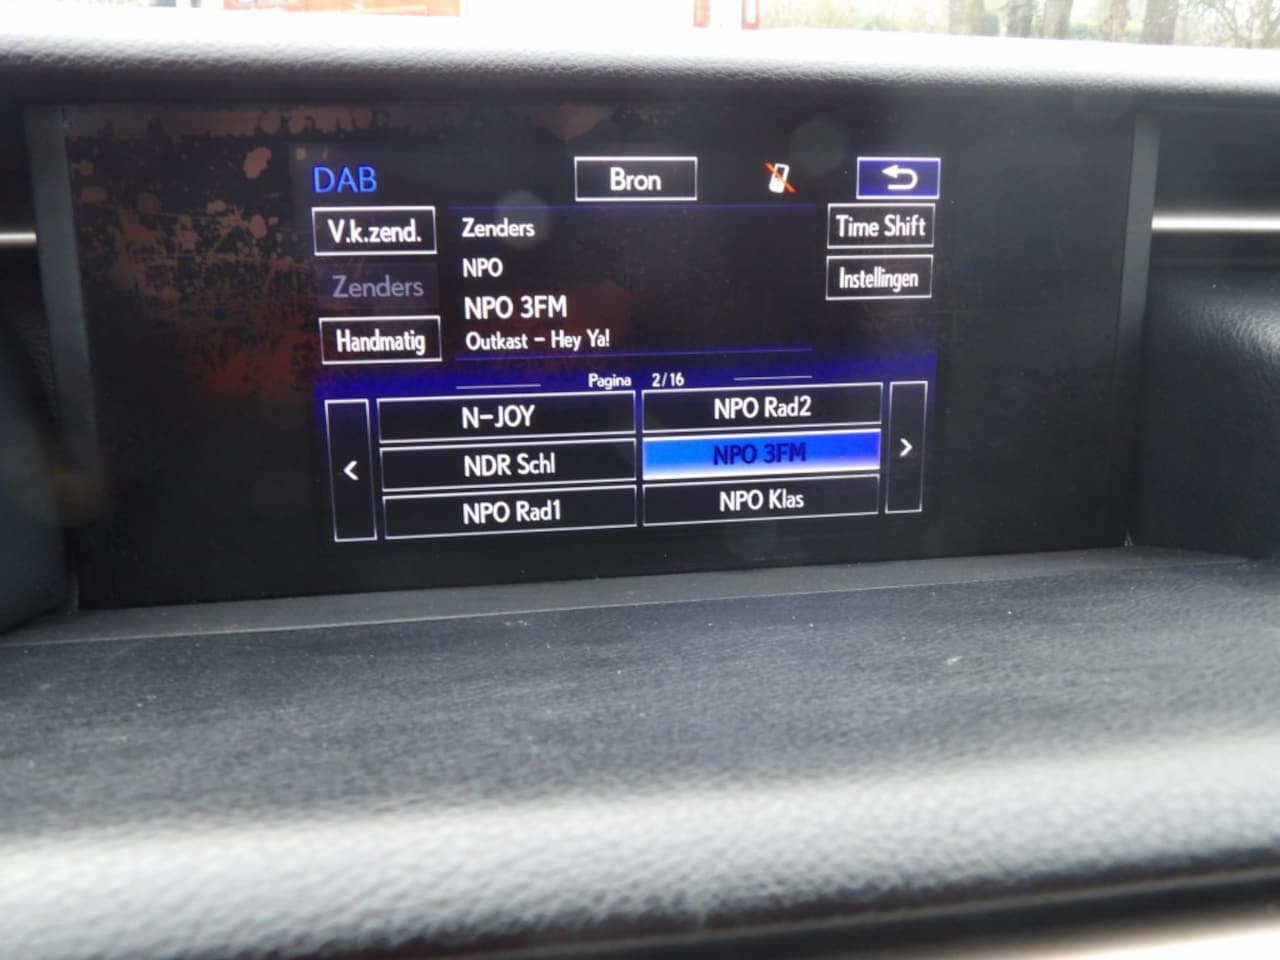 DAB
Bron
V.k.zend.
Zenders
Time Shift
NPO
Zenders
Instellingen
NPO 3FM
Handmatig
Outkast - Hey Ya!
Pagina 2/16
N-JOY
NPO Rad2
<
NDR Schl
NPO 3FM
>
NPO Rad1
NPO Klas